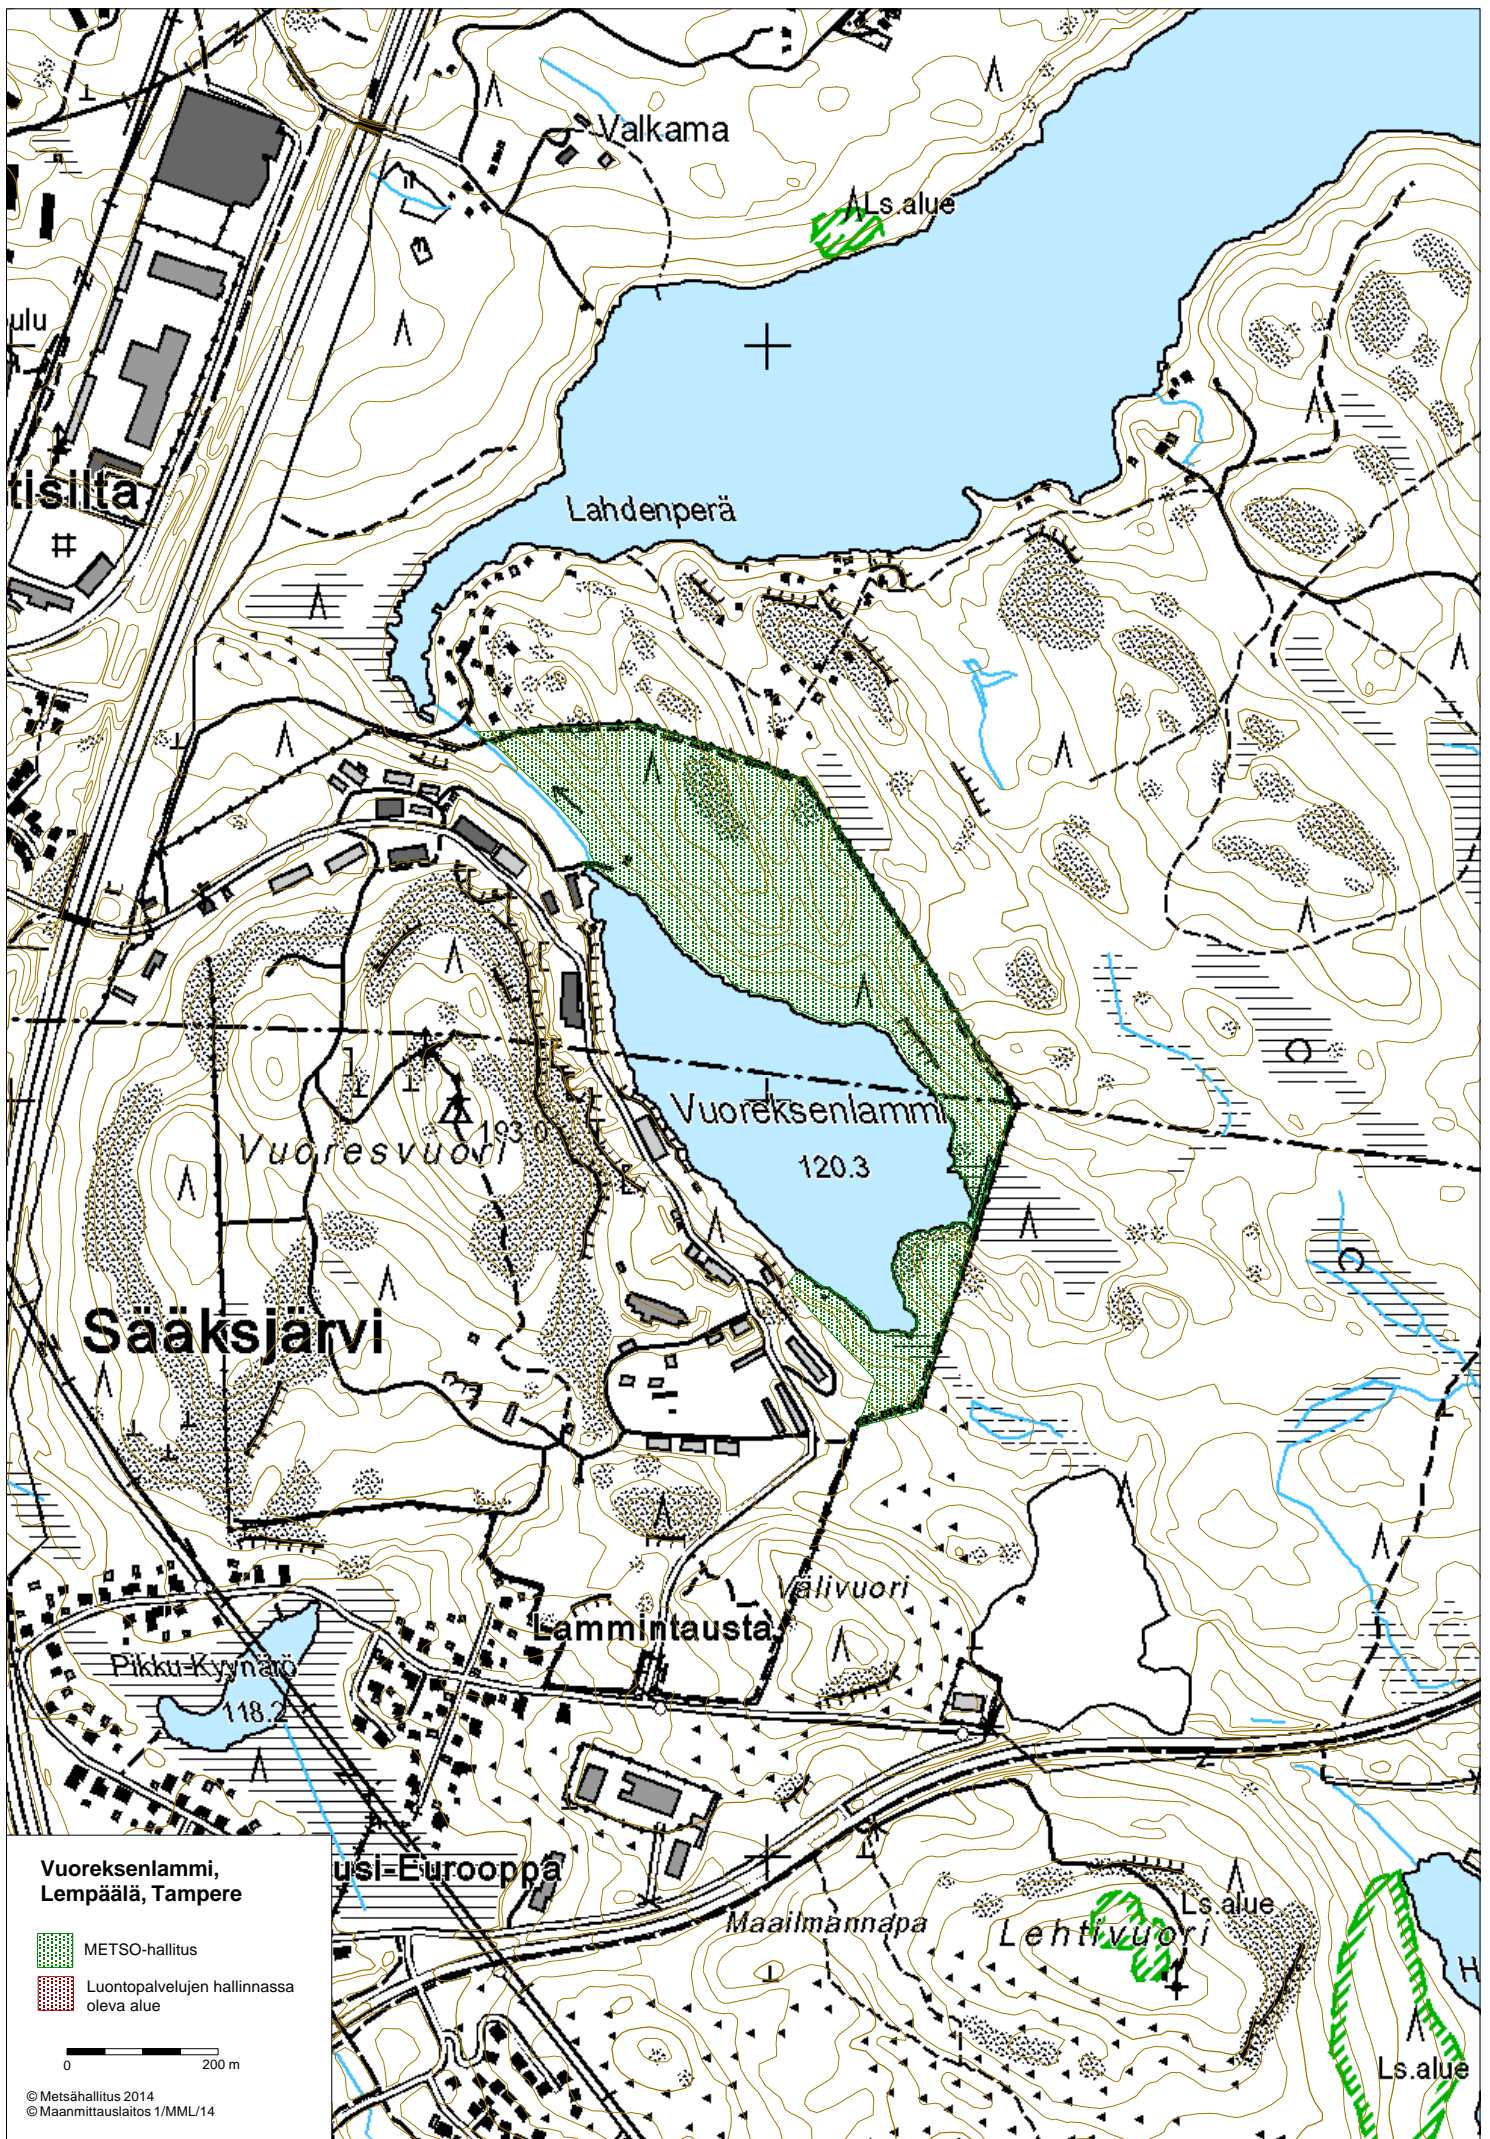 Valkama
Ls.alue
ulu
tisilta
Lahdenperä
Vuoreksenlammi
120.3
Vuoresvuori
193.0
Sääksjärvi
Välivuori
Lammintausta
Pikku-Kyynärö
118.2
usi-Eurooppa
Maailmannapa
Lehtivuori
Ls.alue
H
Ls.alue
Vuoreksenlammi,
Lempäälä, Tampere
METSO-hallitus
Luontopalvelujen hallinnassa
oleva alue
0 200 m
© Metsähallitus 2014
© Maanmittauslaitos 1/MML/14